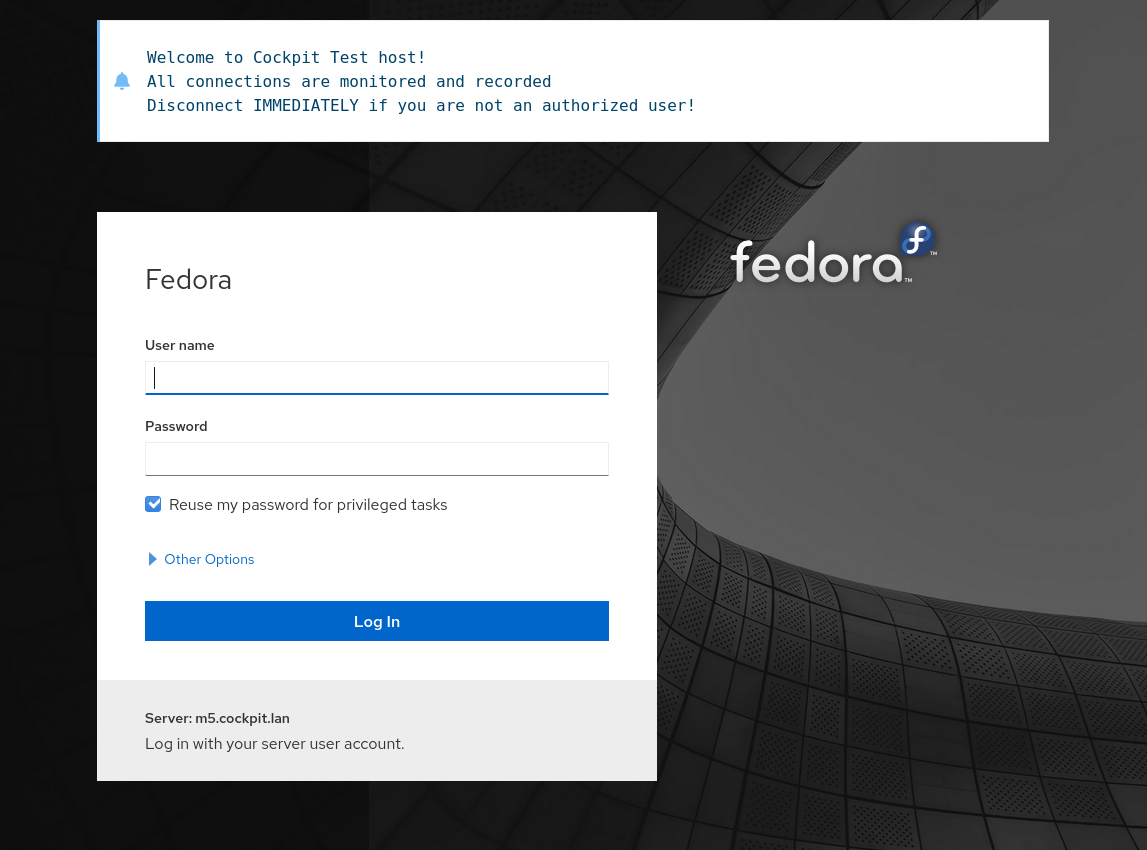 Welcome to Cockpit Test host!
All connections are monitored and recorded
Disconnect IMMEDIATELY if you are not an authorized user!
Fedora
fedora™
™
User name
Password
Reuse my password for privileged tasks
Other Options
Log In
Server: m5.cockpit.lan
Log in with your server user account.